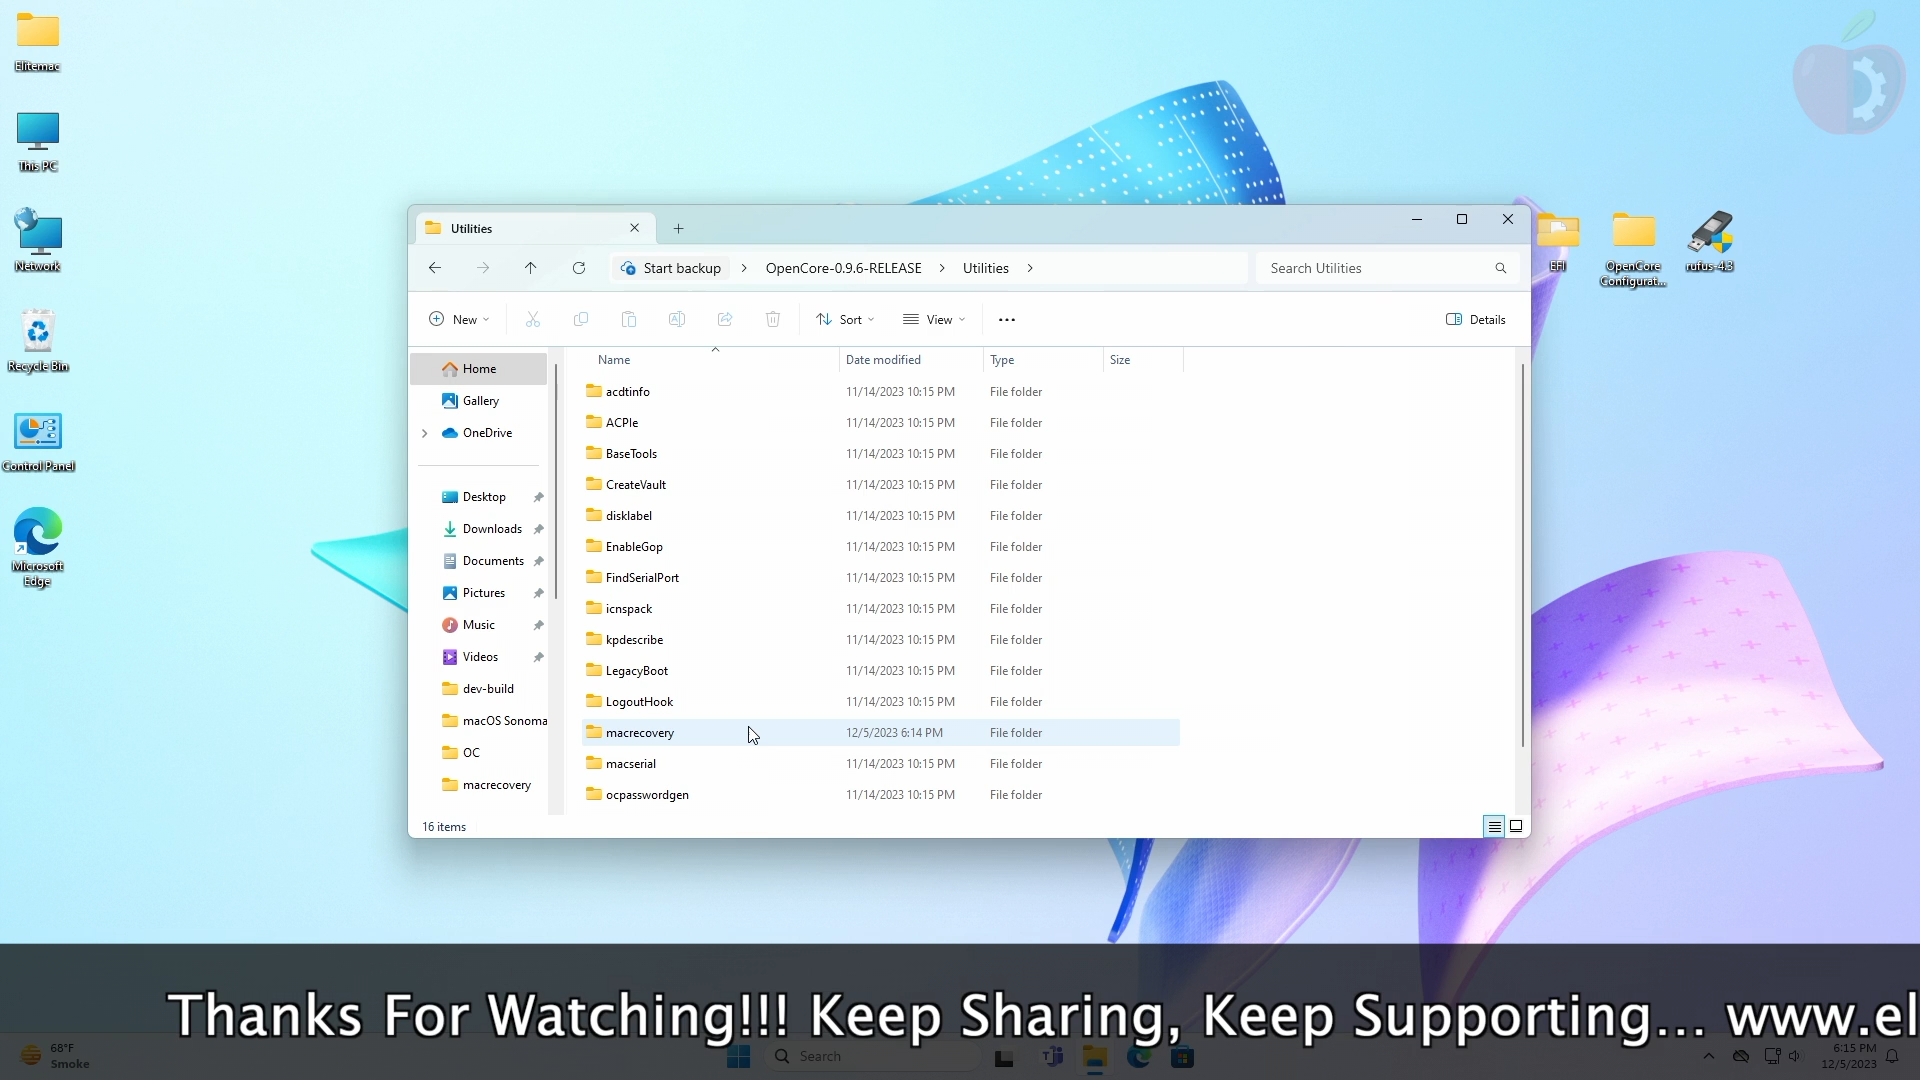 Elitemac
This PC
Network
Recycle Bin
Control Panel
Microsoft
Edge
EFI
OpenCore
Configurat...
rufus-4.3
Utilities
Start backup
OpenCore-0.9.6-RELEASE
Utilities
Search Utilities
New
Sort
View
Details
Home
Gallery
OneDrive
Desktop
Downloads
Documents
Pictures
Music
Videos
dev-build
macOS Sonoma
OC
macrecovery
Name Date modified Type Size
acdtinfo 11/14/2023 10:15 PM File folder
ACPIe 11/14/2023 10:15 PM File folder
BaseTools 11/14/2023 10:15 PM File folder
CreateVault 11/14/2023 10:15 PM File folder
disklabel 11/14/2023 10:15 PM File folder
EnableGop 11/14/2023 10:15 PM File folder
FindSerialPort 11/14/2023 10:15 PM File folder
icnspack 11/14/2023 10:15 PM File folder
kpdescribe 11/14/2023 10:15 PM File folder
LegacyBoot 11/14/2023 10:15 PM File folder
LogoutHook 11/14/2023 10:15 PM File folder
macrecovery 12/5/2023 6:14 PM File folder
macserial 11/14/2023 10:15 PM File folder
ocpasswordgen 11/14/2023 10:15 PM File folder
16 items
Thanks For Watching!!! Keep Sharing, Keep Supporting... www.el
68°F
Smoke
Search
6:15 PM
12/5/2023